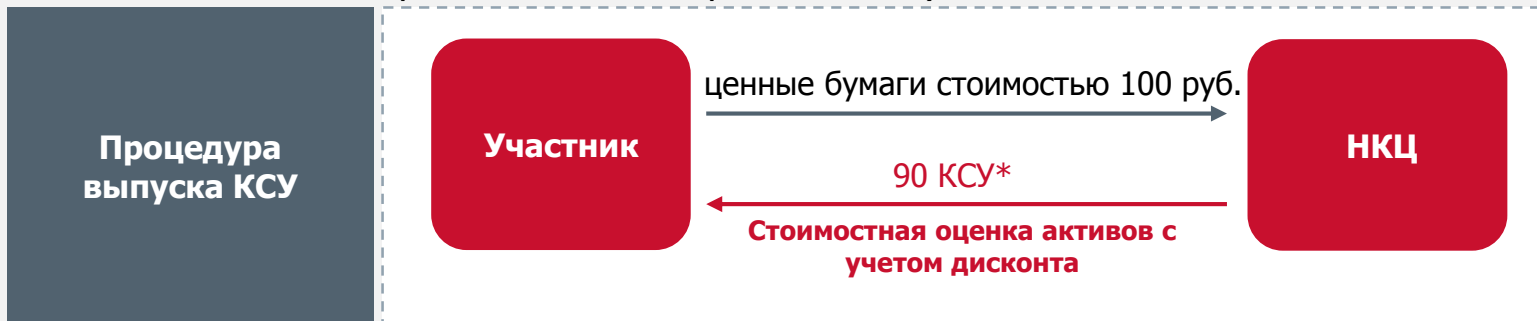 Процедура
выпуска КСУ
Участник
ценные бумаги стоимостью 100 руб.
90 КСУ*
Стоимостная оценка активов с
учетом дисконта
НКЦ